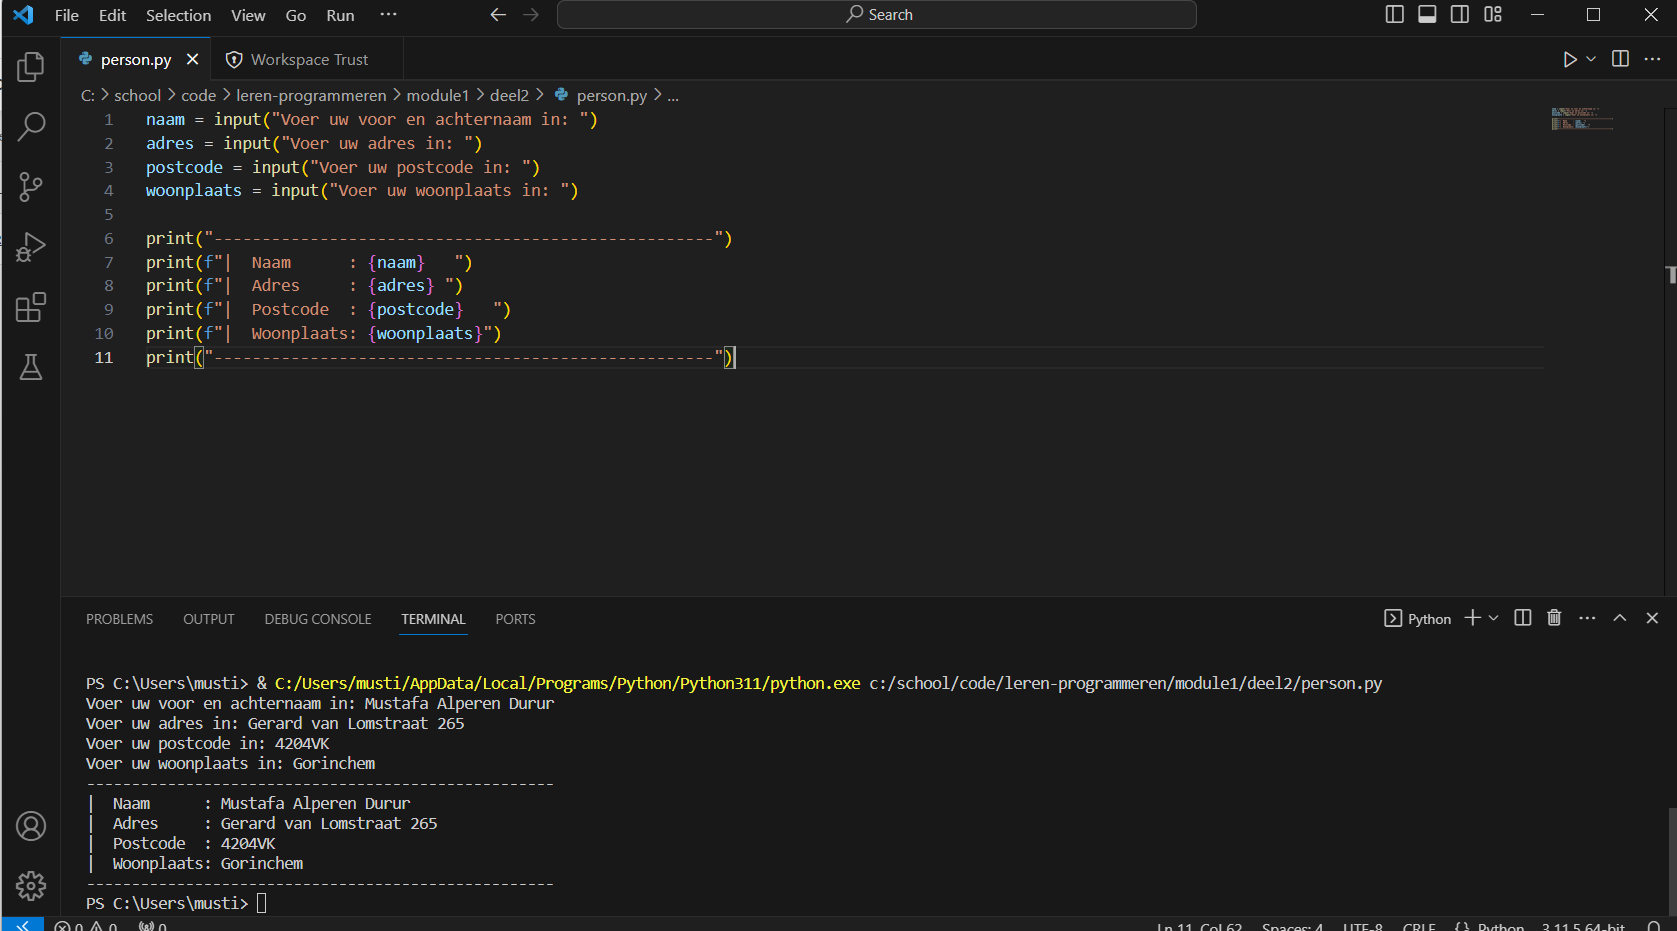 File Edit Selection View Go Run ··· Search
person.py Workspace Trust
C: > school > code > leren-programmeren > module1 > deel2 > person.py > ...
1 naam = input("Voer uw voor en achternaam in: ")
2 adres = input("Voer uw adres in: ")
3 postcode = input("Voer uw postcode in: ")
4 woonplaats = input("Voer uw woonplaats in: ")
5
6 print("----------------------------------------------------")
7 print(f"|  Naam      : {naam}   ")
8 print(f"|  Adres     : {adres} ")
9 print(f"|  Postcode  : {postcode}   ")
10 print(f"|  Woonplaats: {woonplaats}")
11 print("----------------------------------------------------")
PROBLEMS OUTPUT DEBUG CONSOLE TERMINAL PORTS Python
PS C:\Users\musti> & C:/Users/musti/AppData/Local/Programs/Python/Python311/python.exe c:/school/code/leren-programmeren/module1/deel2/person.py
Voer uw voor en achternaam in: Mustafa Alperen Durur
Voer uw adres in: Gerard van Lomstraat 265
Voer uw postcode in: 4204VK
Voer uw woonplaats in: Gorinchem
----------------------------------------------------
|  Naam      : Mustafa Alperen Durur
|  Adres     : Gerard van Lomstraat 265
|  Postcode  : 4204VK
|  Woonplaats: Gorinchem
----------------------------------------------------
PS C:\Users\musti>
0 0 0 Ln 11, Col 62 Spaces: 4 UTF-8 CRLF {} Python 3.11.5 64-bit